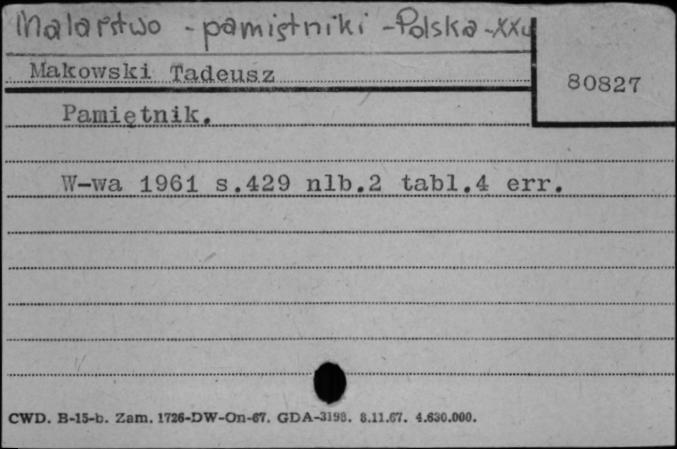 Malarstwo - pamiętniki - Polska - XXw
Makowski Tadeusz
80827
Pamiętnik.
W-wa 1961 s.429 nlb.2 tabl.4 err.
CWD. B-15-b. Zam. 1726-DW-On-67. GDA-3198. 8.11.67. 4.630.000.